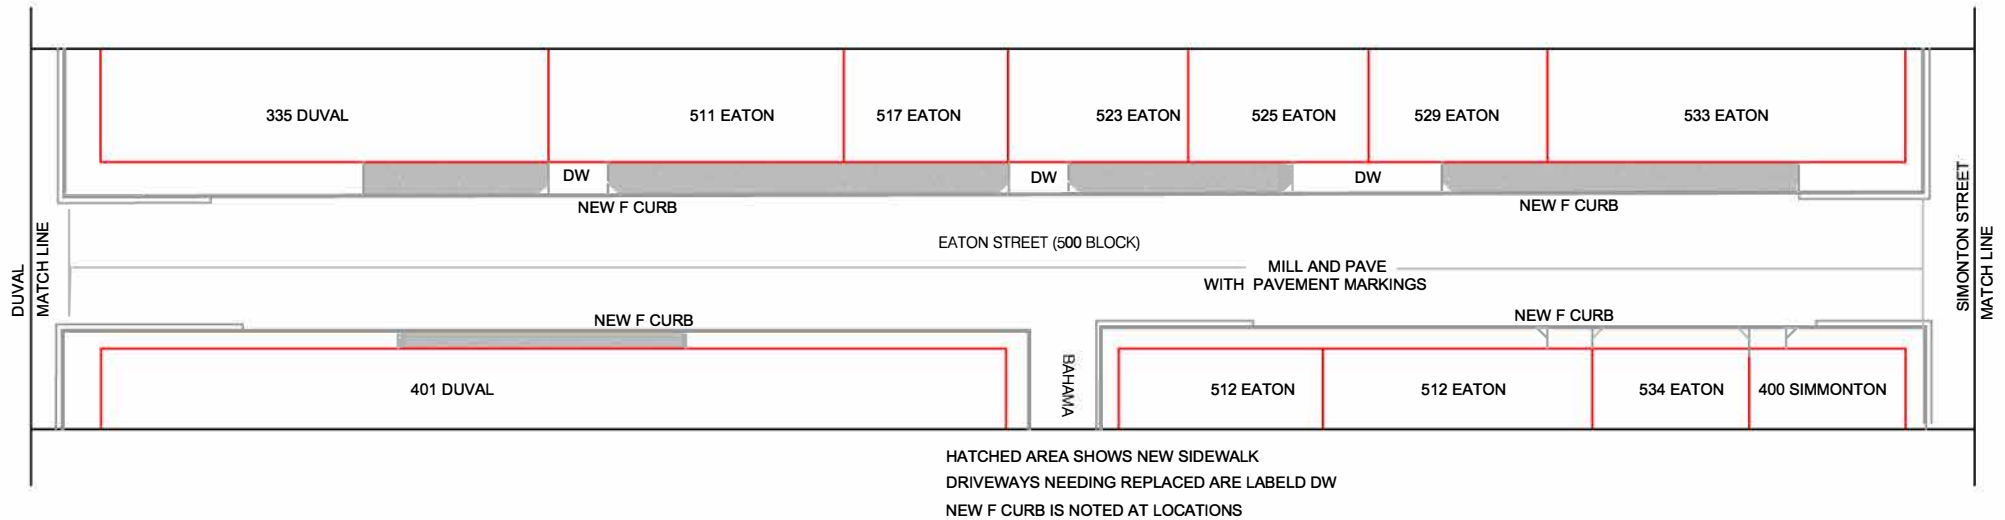 335 DUVAL
511 EATON
517 EATON
523 EATON
525 EATON
529 EATON
533 EATON
DW
DW
DW
NEW F CURB
NEW F CURB
DUVAL
MATCH LINE
EATON STREET (500 BLOCK)
MILL AND PAVE
WITH PAVEMENT MARKINGS
SIMONTON STREET
MATCH LINE
NEW F CURB
NEW F CURB
401 DUVAL
BAHAMA
512 EATON
512 EATON
534 EATON
400 SIMMONTON
HATCHED AREA SHOWS NEW SIDEWALK
DRIVEWAYS NEEDING REPLACED ARE LABELD DW
NEW F CURB IS NOTED AT LOCATIONS